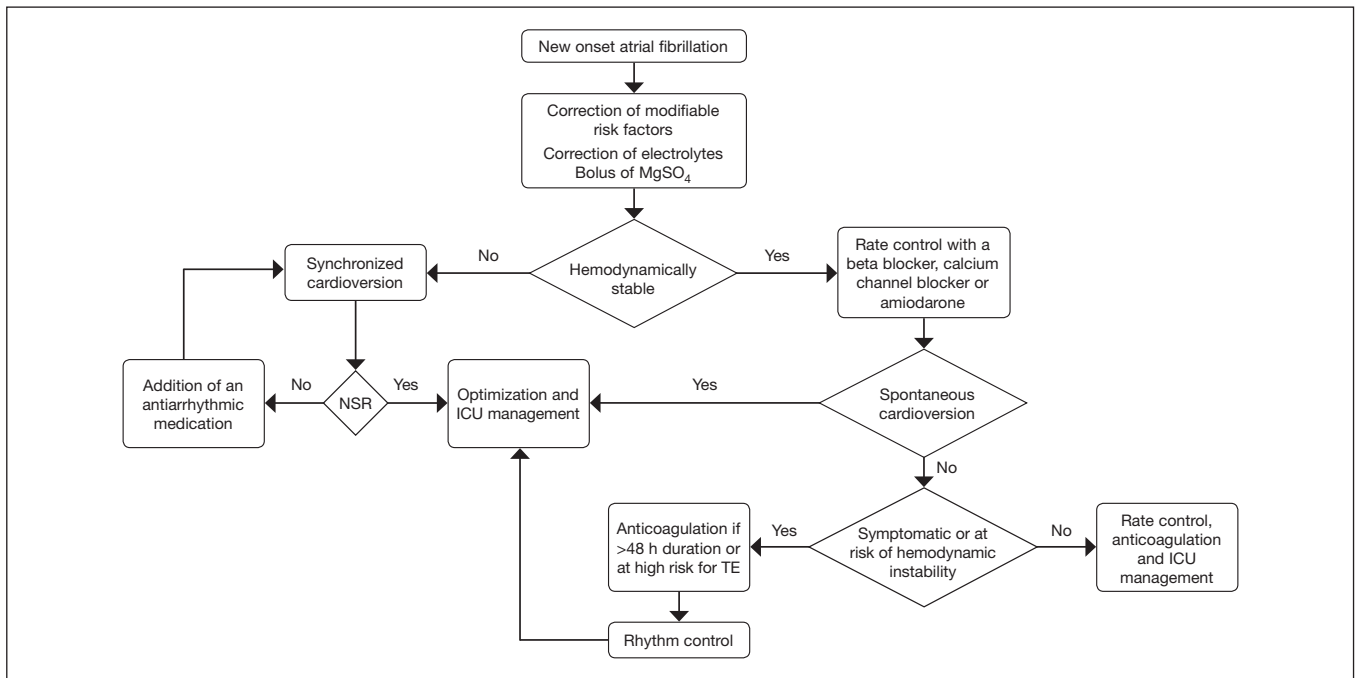 New onset atrial fibrillation
Correction of modifiable
risk factors
Correction of electrolytes
Bolus of MgSO₄
Hemodynamically
stable
No
Yes
Synchronized
cardioversion
Rate control with a
beta blocker, calcium
channel blocker or
amiodarone
Addition of an
antiarrhythmic
medication
No
NSR
Yes
Optimization and
ICU management
Yes
Spontaneous
cardioversion
No
Anticoagulation if
>48 h duration or
at high risk for TE
Yes
Symptomatic or at
risk of hemodynamic
instability
No
Rate control,
anticoagulation
and ICU
management
Rhythm control